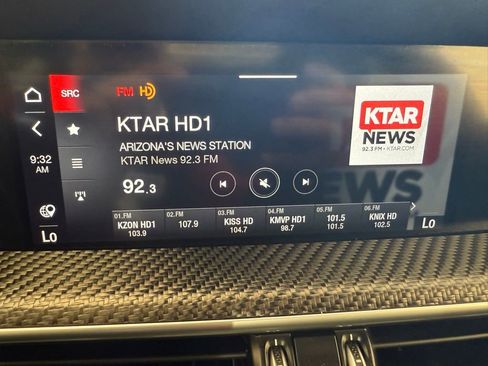 SRC
FM HD
KTAR HD1
ARIZONA'S NEWS STATION
KTAR News 92.3 FM
9:32
AM
92.3
KTAR
NEWS
92.3 FM • KTAR.COM
NEWS
01.FM
KZON HD1
103.9
02.FM
107.9
03.FM
KISS HD
104.7
04.FM
KMVP HD1
98.7
05.FM
101.5
101.5
06.FM
KNIX HD
102.5
Lo
Lo